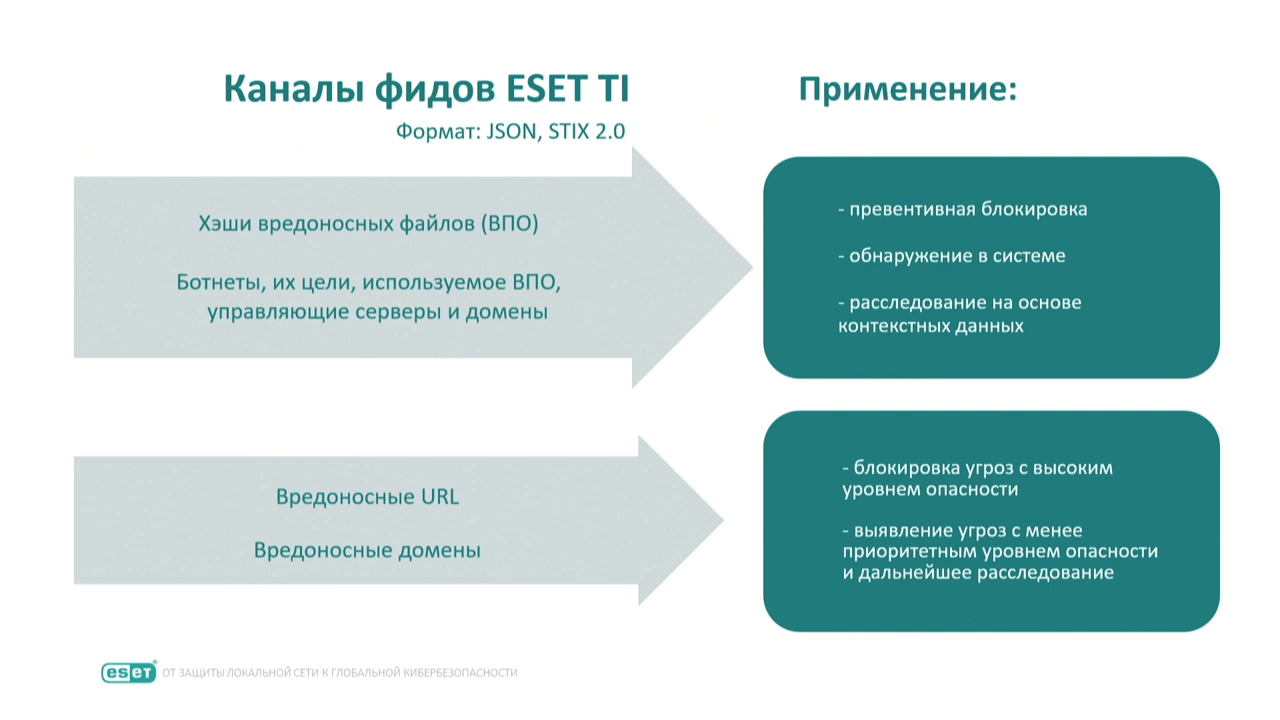 Каналы фидов ESET TI
Формат: JSON, STIX 2.0
Хэши вредоносных файлов (ВПО)
Ботнеты, их цели, используемое ВПО,
управляющие серверы и домены
Вредоносные URL
Вредоносные домены
Применение:
- превентивная блокировка
- обнаружение в системе
- расследование на основе
контекстных данных
- блокировка угроз с высоким
уровнем опасности
- выявление угроз с менее
приоритетным уровнем опасности
и дальнейшее расследование
eset® ОТ ЗАЩИТЫ ЛОКАЛЬНОЙ СЕТИ К ГЛОБАЛЬНОЙ КИБЕРБЕЗОПАСНОСТИ